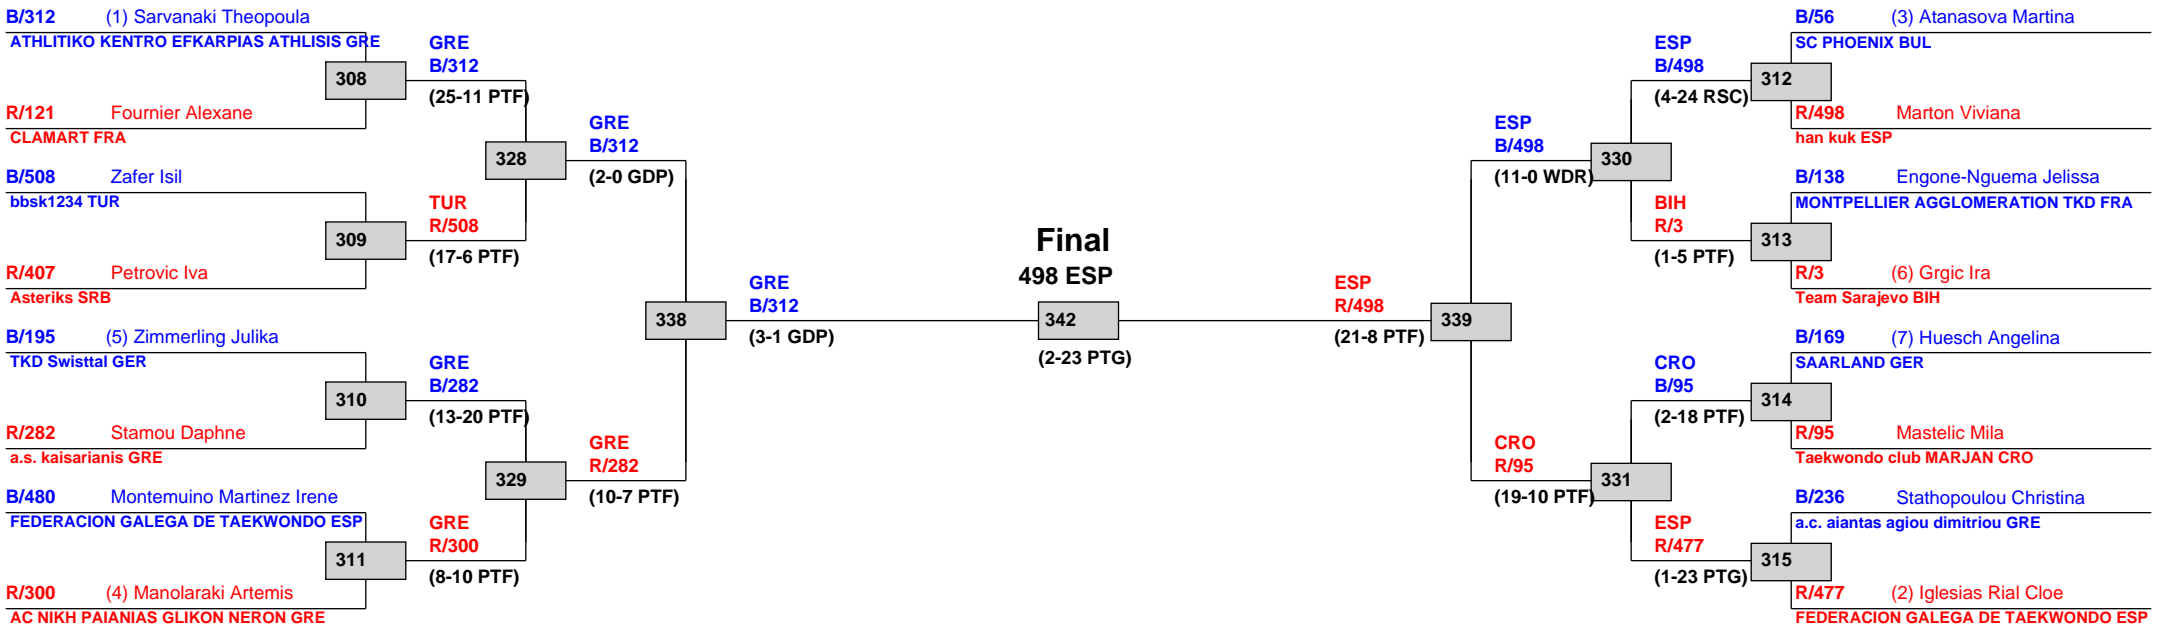 B/312 (1) Sarvanaki Theopoula
ATHLITIKO KENTRO EFKARPIAS ATHLISIS GRE
308
R/121 Fournier Alexane
CLAMART FRA
B/508 Zafer Isil
bbsk1234 TUR
309
R/407 Petrovic Iva
Asteriks SRB
B/195 (5) Zimmerling Julika
TKD Swisttal GER
310
R/282 Stamou Daphne
a.s. kaisarianis GRE
B/480 Montemuino Martinez Irene
FEDERACION GALEGA DE TAEKWONDO ESP
311
R/300 (4) Manolaraki Artemis
AC NIKH PAIANIAS GLIKON NERON GRE
GRE
B/312
(25-11 PTF)
328
TUR
R/508
(17-6 PTF)
GRE
B/282
(13-20 PTF)
329
GRE
R/300
(8-10 PTF)
GRE
B/312
(2-0 GDP)
338
GRE
R/282
(10-7 PTF)
GRE
B/312
(3-1 GDP)
Final
498 ESP
342
(2-23 PTG)
ESP
R/498
(21-8 PTF)
339
ESP
B/498
(11-0 WDR)
330
CRO
R/95
(19-10 PTF)
331
ESP
B/498
(4-24 RSC)
BIH
R/3
(1-5 PTF)
CRO
B/95
(2-18 PTF)
ESP
R/477
(1-23 PTG)
B/56 (3) Atanasova Martina
SC PHOENIX BUL
312
R/498 Marton Viviana
han kuk ESP
B/138 Engone-Nguema Jelissa
MONTPELLIER AGGLOMERATION TKD FRA
313
R/3 (6) Grgic Ira
Team Sarajevo BIH
B/169 (7) Huesch Angelina
SAARLAND GER
314
R/95 Mastelic Mila
Taekwondo club MARJAN CRO
B/236 Stathopoulou Christina
a.c. aiantas agiou dimitriou GRE
315
R/477 (2) Iglesias Rial Cloe
FEDERACION GALEGA DE TAEKWONDO ESP